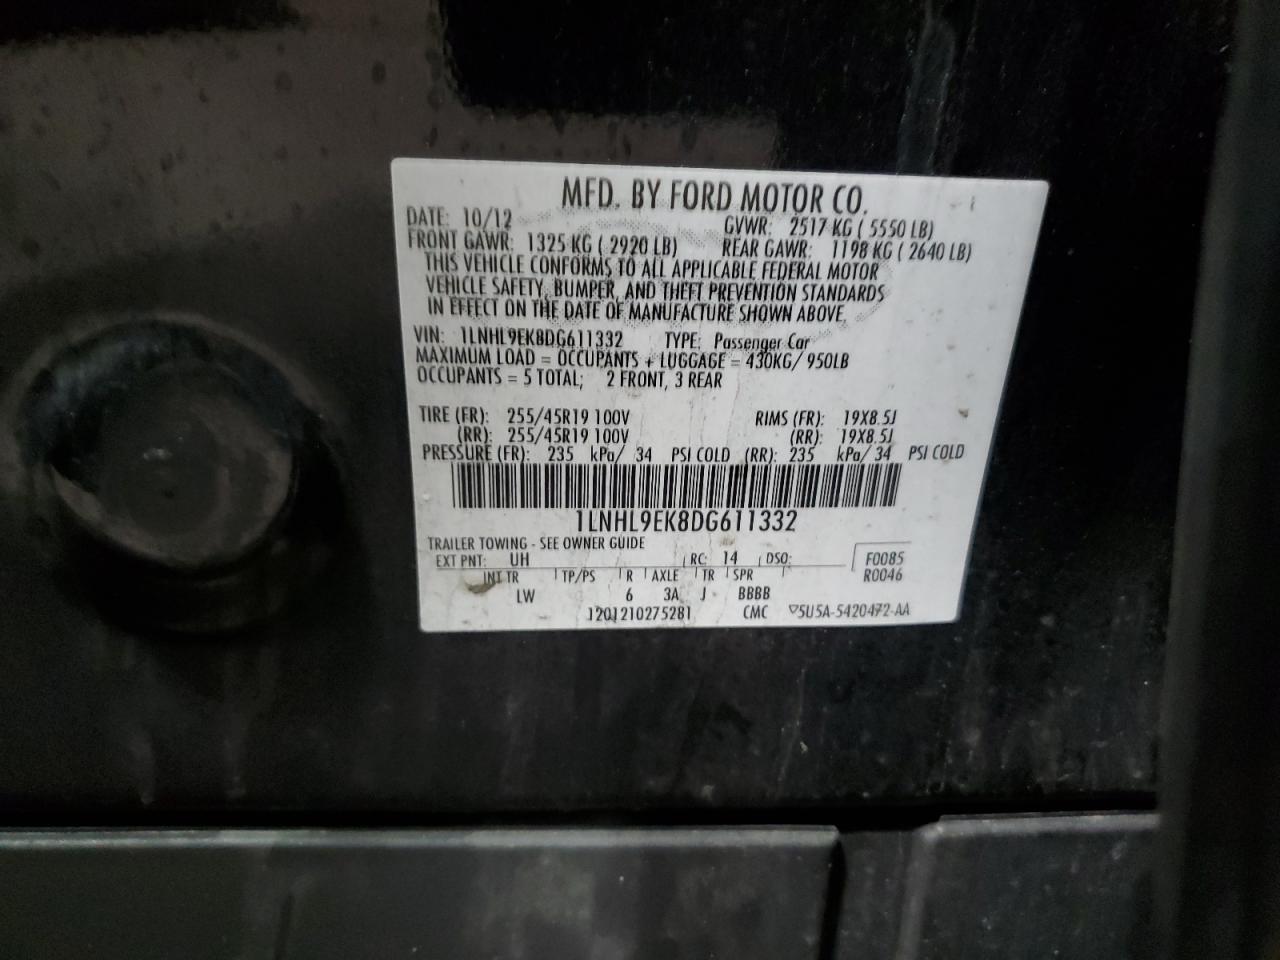 MFD. BY FORD MOTOR CO.
DATE: 10/12 GVWR: 2517 KG ( 5550 LB)
FRONT GAWR: 1325 KG ( 2920 LB) REAR GAWR: 1198 KG ( 2640 LB)
THIS VEHICLE CONFORMS TO ALL APPLICABLE FEDERAL MOTOR
VEHICLE SAFETY, BUMPER, AND THEFT PREVENTION STANDARDS
IN EFFECT ON THE DATE OF MANUFACTURE SHOWN ABOVE.
VIN: 1LNHL9EK8DG611332 TYPE: Passenger Car
MAXIMUM LOAD = OCCUPANTS + LUGGAGE = 430KG/ 950LB
OCCUPANTS = 5 TOTAL; 2 FRONT, 3 REAR
TIRE (FR): 255/45R19 100V RIMS (FR): 19X8.5J
(RR): 255/45R19 100V (RR): 19X8.5J
PRESSURE (FR): 235 kPa/ 34 PSI COLD (RR): 235 kPa/ 34 PSI COLD
1LNHL9EK8DG611332
TRAILER TOWING - SEE OWNER GUIDE
EXT PNT: UH RC: 14 DSO: F0085
INT TR TP/PS R AXLE TR SPR R0046
LW 6 3A J BBBB
1201210275281 CMC ▽5U5A-5420472-AA